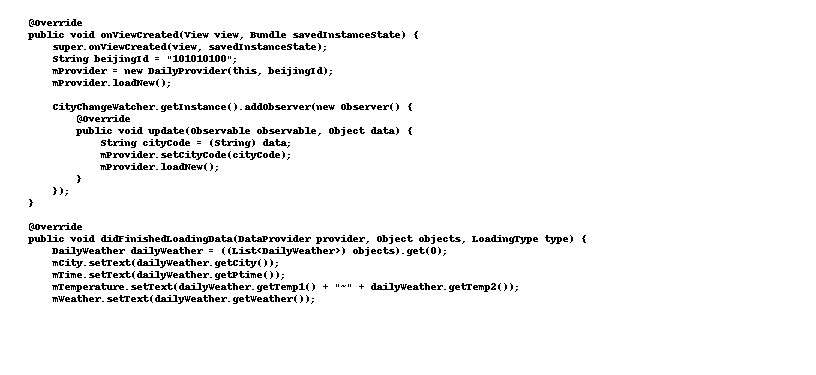 @Override
public void onViewCreated(View view, Bundle savedInstanceState) {
super.onViewCreated(view, savedInstanceState);
String beijingId = "101010100";
mProvider = new DailyProvider(this, beijingId);
mProvider.loadNew();
CityChangeWatcher.getInstance().addObserver(new Observer() {
@Override
public void update(Observable observable, Object data) {
String cityCode = (String) data;
mProvider.setCityCode(cityCode);
mProvider.loadNew();
}
});
}
@Override
public void didFinishedLoadingData(DataProvider provider, Object objects, LoadingType type) {
DailyWeather dailyWeather = ((List<DailyWeather>) objects).get(0);
mCity.setText(dailyWeather.getCity());
mTime.setText(dailyWeather.getPtime());
mTemperature.setText(dailyWeather.getTemp1() + "~" + dailyWeather.getTemp2());
mWeather.setText(dailyWeather.getWeather());